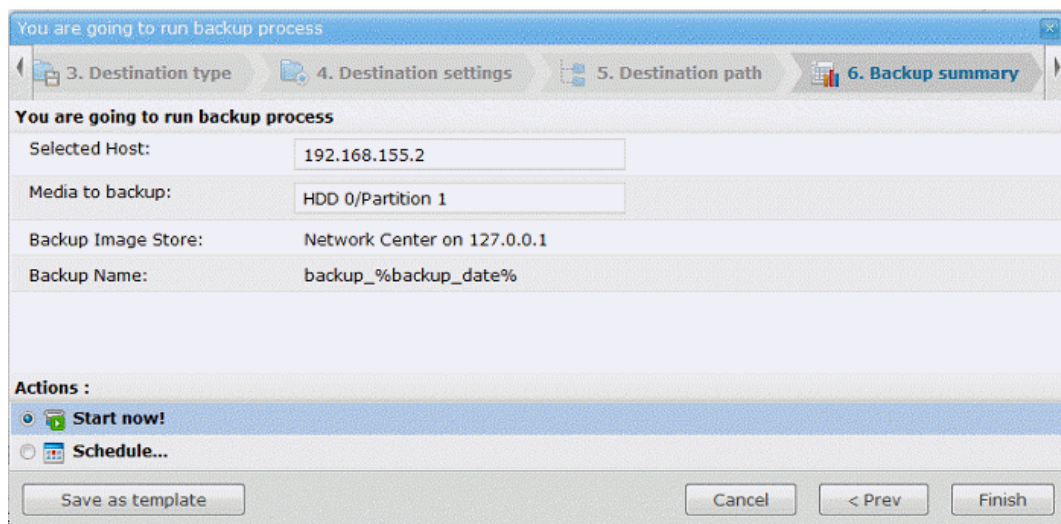 You are going to run backup process
3. Destination type 4. Destination settings 5. Destination path 6. Backup summary
You are going to run backup process
Selected Host: 192.168.155.2
Media to backup: HDD 0/Partition 1
Backup Image Store: Network Center on 127.0.0.1
Backup Name: backup_%backup_date%
Actions :
Start now!
Schedule...
Save as template Cancel < Prev Finish